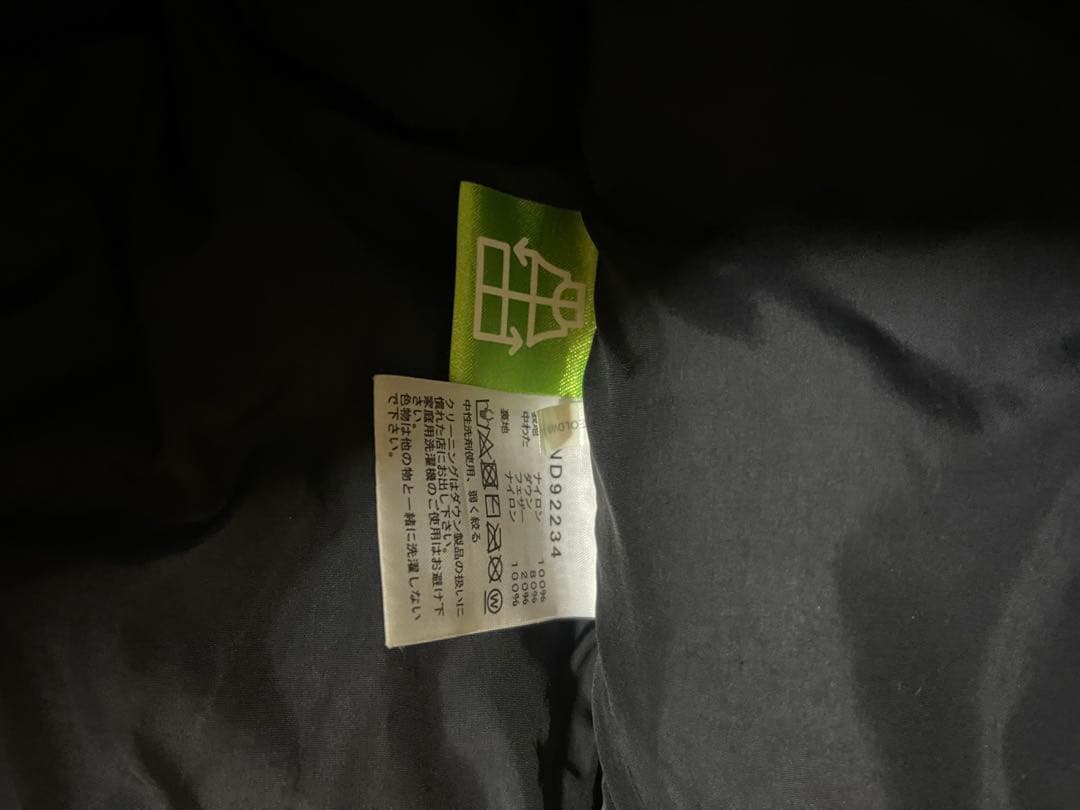 ND92234
ナイロン 100%
中わた ダウン 80%
フェザー 20%
裏地 ナイロン 100%
W
中性洗剤使用、弱く絞る
クリーニングはダウン製品の扱いに
慣れた店にお出し下さい。
家庭用洗濯機のご使用はお避け下
さい。
色物は他の物と一緒に洗濯しない
で下さい。